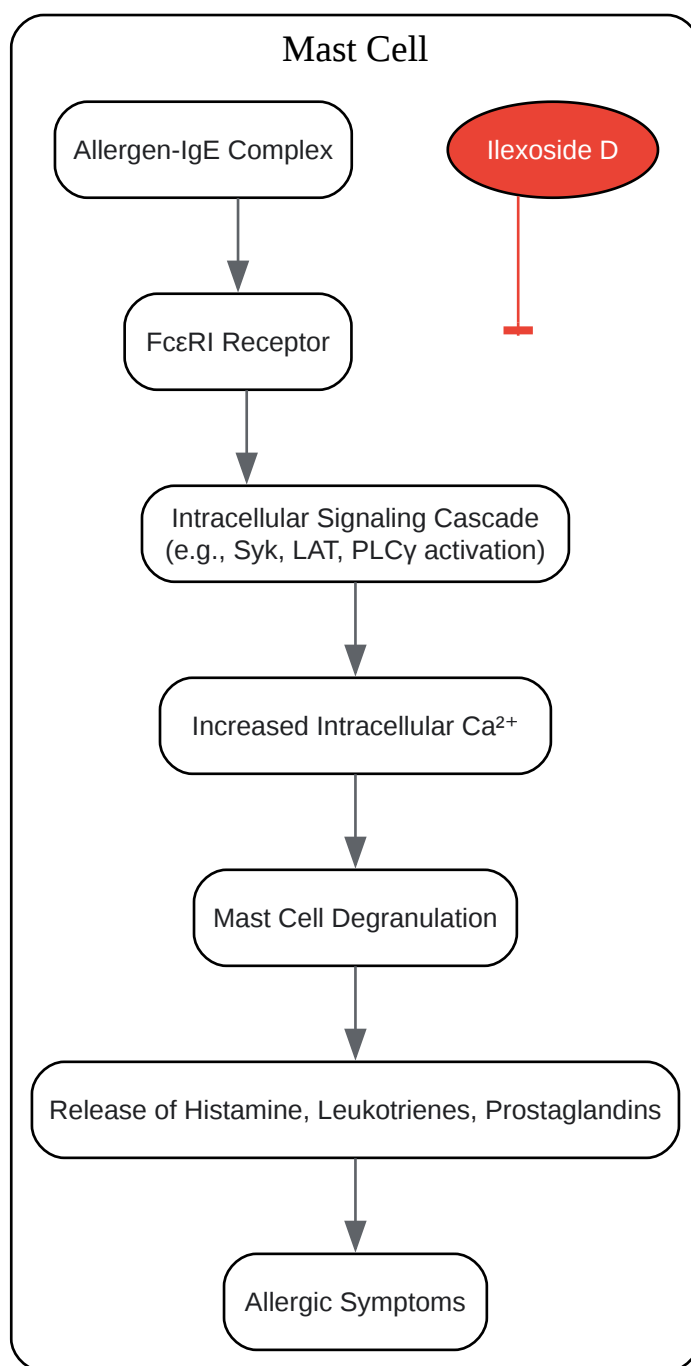 Mast Cell
Allergen-IgE Complex
Ilexoside D
FcεRI Receptor
Intracellular Signaling Cascade
(e.g., Syk, LAT, PLCγ activation)
Increased Intracellular Ca²⁺
Mast Cell Degranulation
Release of Histamine, Leukotrienes, Prostaglandins
Allergic Symptoms